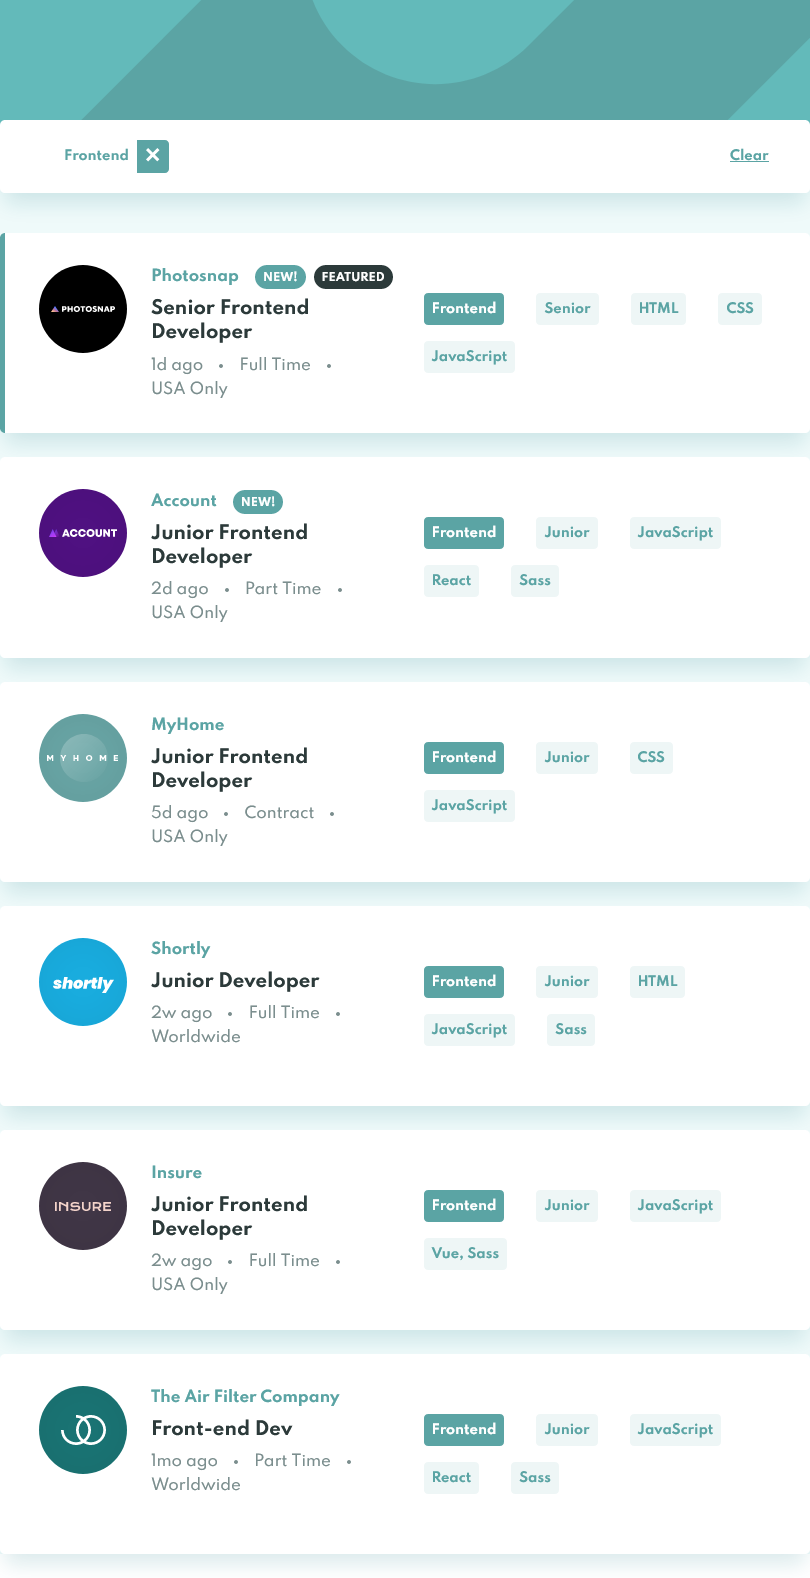 Frontend ✕ Clear
PHOTOSNAP
Photosnap NEW! FEATURED
Senior Frontend
Developer
1d ago • Full Time •
USA Only
Frontend Senior HTML CSS
JavaScript
ACCOUNT
Account NEW!
Junior Frontend
Developer
2d ago • Part Time •
USA Only
Frontend Junior JavaScript
React Sass
MYHOME
MyHome
Junior Frontend
Developer
5d ago • Contract •
USA Only
Frontend Junior CSS
JavaScript
shortly
Shortly
Junior Developer
2w ago • Full Time •
Worldwide
Frontend Junior HTML
JavaScript Sass
INSURE
Insure
Junior Frontend
Developer
2w ago • Full Time •
USA Only
Frontend Junior JavaScript
Vue, Sass
The Air Filter Company
Front-end Dev
1mo ago • Part Time •
Worldwide
Frontend Junior JavaScript
React Sass